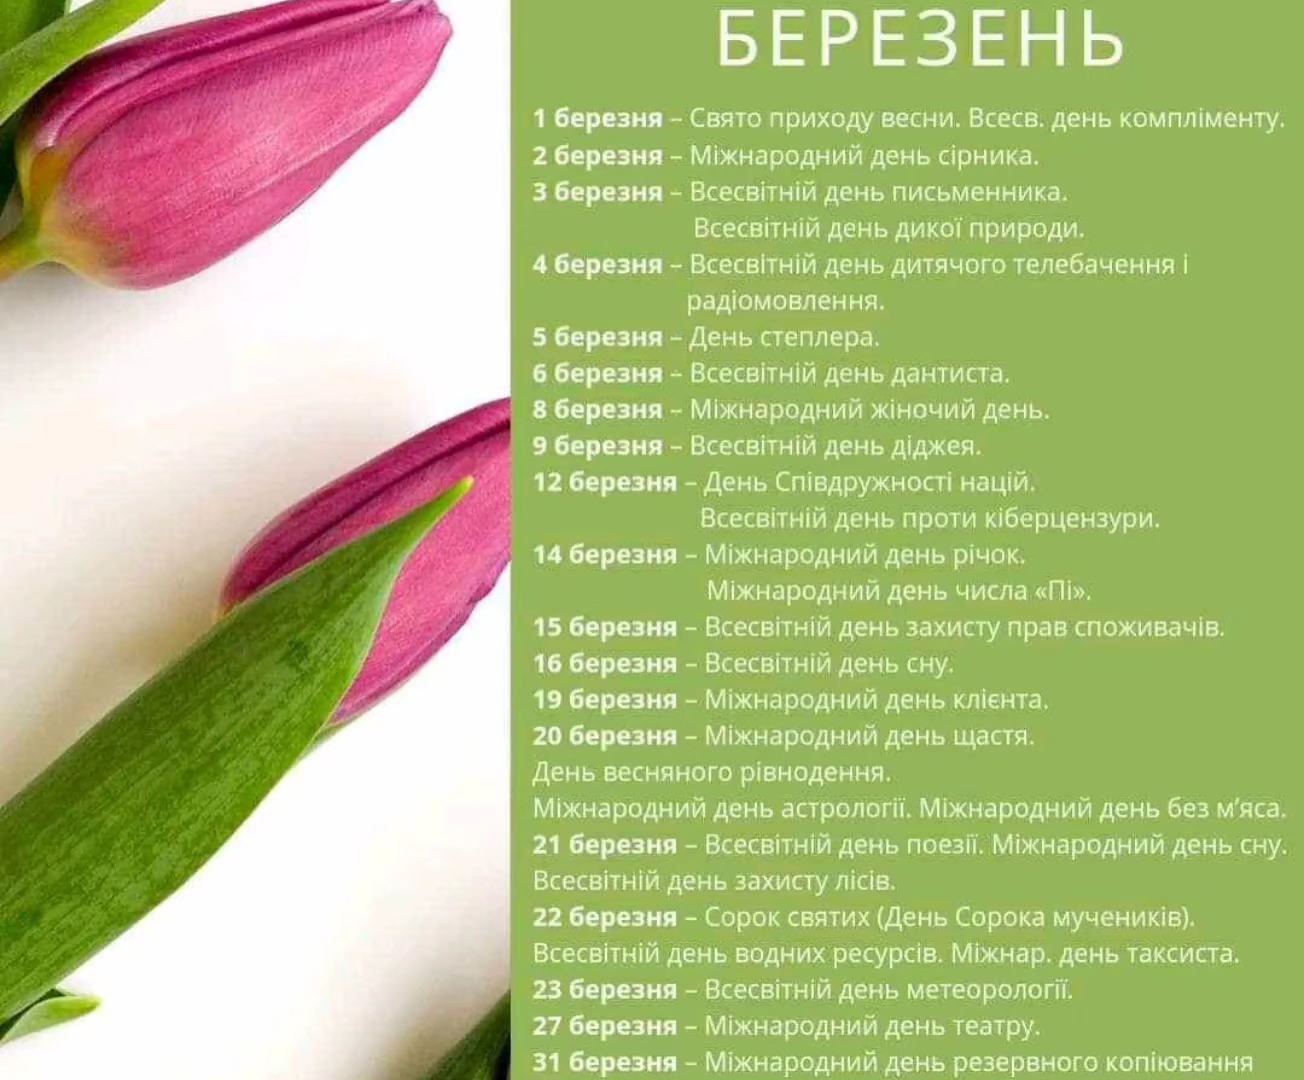 БЕРЕЗЕНЬ
1 березня – Свято приходу весни. Всесв. день компліменту.
2 березня – Міжнародний день сірника.
3 березня – Всесвітній день письменника.
Всесвітній день дикої природи.
4 березня – Всесвітній день дитячого телебачення і
радіомовлення.
5 березня – День степлера.
6 березня – Всесвітній день дантиста.
8 березня – Міжнародний жіночий день.
9 березня – Всесвітній день діджея.
12 березня – День Співдружності націй.
Всесвітній день проти кіберцензури.
14 березня – Міжнародний день річок.
Міжнародний день числа «Пі».
15 березня – Всесвітній день захисту прав споживачів.
16 березня – Всесвітній день сну.
19 березня – Міжнародний день клієнта.
20 березня – Міжнародний день щастя.
День весняного рівнодення.
Міжнародний день астрології. Міжнародний день без м’яса.
21 березня – Всесвітній день поезії. Міжнародний день сну.
Всесвітній день захисту лісів.
22 березня – Сорок святих (День Сорока мучеників).
Всесвітній день водних ресурсів. Міжнар. день таксиста.
23 березня – Всесвітній день метеорології.
27 березня – Міжнародний день театру.
31 березня – Міжнародний день резервного копіювання